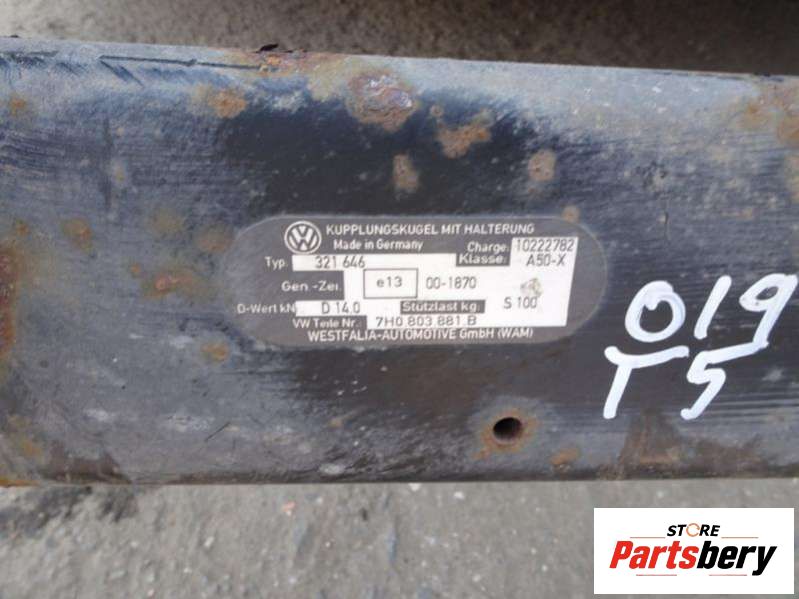 KUPPLUNGSKUGEL MIT HALTERUNG
Made in Germany Charge: 10222782
Typ. 321 646 Klasse: A50-X
Gen.-Zei. e13 00-1870
D-Wert kN D 14.0 Stützlast kg: S 100
VW Teile Nr.: 7H0 803 881 B
WESTFALIA-AUTOMOTIVE GmbH (WAM)
019
T5
STORE
Partsbery